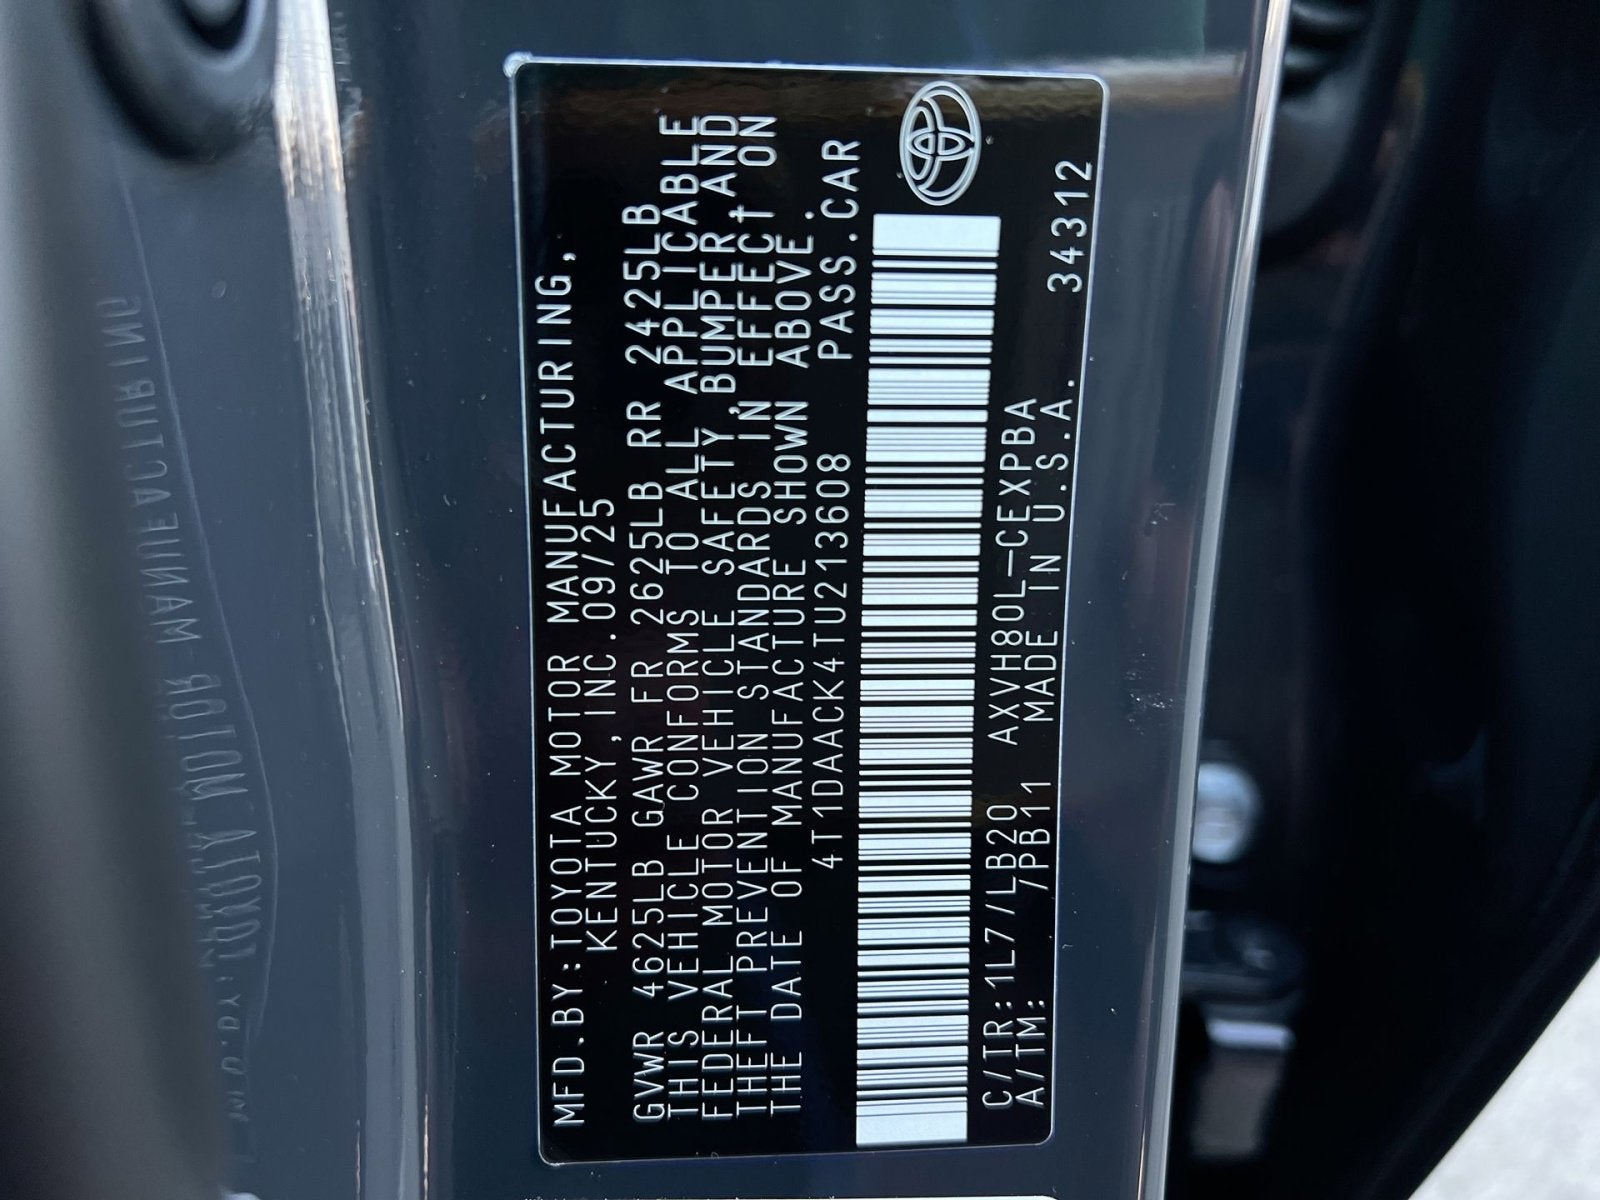 MFD.BY:TOYOTA MOTOR MANUFACTURING,
KENTUCKY,INC.09/25
GVWR 4625LB GAWR FR 2625LB RR 2425LB
THIS VEHICLE CONFORMS TO ALL APPLICABLE
FEDERAL MOTOR VEHICLE SAFETY,BUMPER,AND
THEFT PREVENTION STANDARDS IN EFFECT ON
THE DATE OF MANUFACTURE SHOWN ABOVE.
4T1DAACK4TU213608 PASS.CAR
C/TR:1L7/LB20 AXVH80L-CEXPBA
A/TM: /PB11 MADE IN U.S.A. 34312